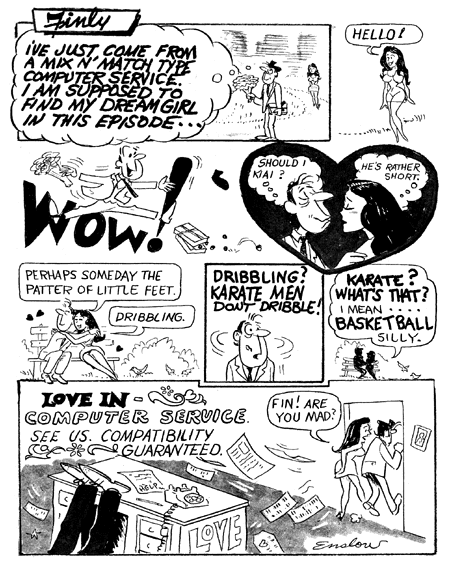 Finly
I'VE JUST COME FROM
A MIX N' MATCH TYPE
COMPUTER SERVICE.
I AM SUPPOSED TO
FIND MY DREAM GIRL
IN THIS EPISODE...
HELLO!
WOW!
SHOULD I
KIAI?
HE'S RATHER
SHORT.
PERHAPS SOMEDAY THE
PATTER OF LITTLE FEET.
DRIBBLING.
DRIBBLING?
KARATE MEN
DON'T DRIBBLE!
KARATE?
WHAT'S THAT?
I MEAN ....
BASKETBALL
SILLY.
LOVE IN-
COMPUTER SERVICE.
SEE US. COMPATIBILITY
GUARANTEED.
FIN! ARE
YOU MAD?
HELP
LOVE
Enslow